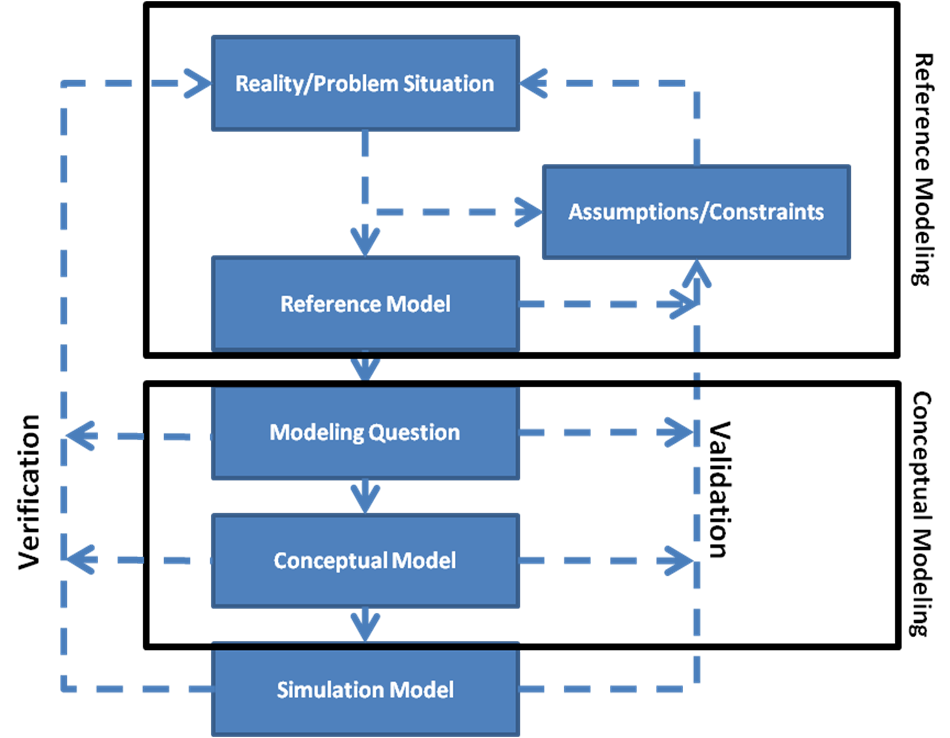 Reality/Problem Situation
Assumptions/Constraints
Reference Model
Reference Modeling
Modeling Question
Conceptual Model
Conceptual Modeling
Simulation Model
Verification
Validation